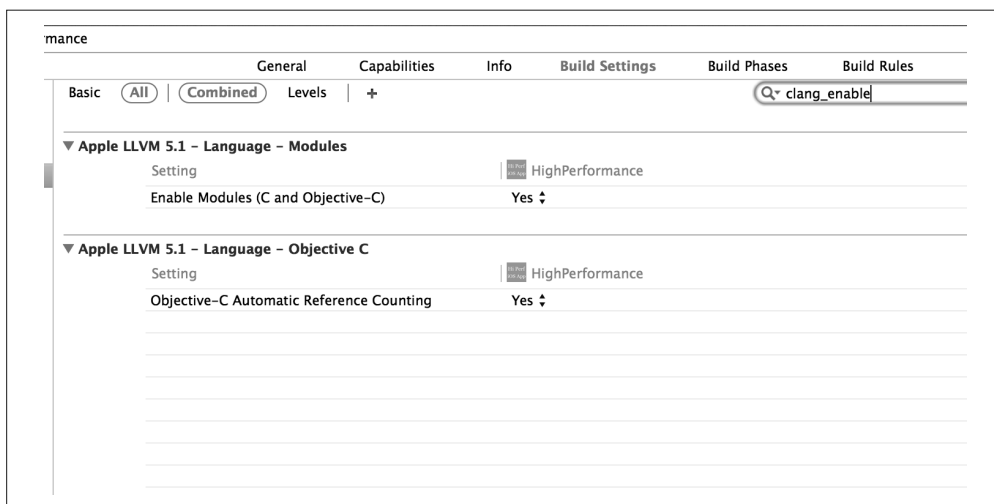 mance
General Capabilities Info Build Settings Build Phases Build Rules
Basic All Combined Levels + clang_enable
Apple LLVM 5.1 – Language – Modules
Setting HighPerformance
Enable Modules (C and Objective–C) Yes
Apple LLVM 5.1 – Language – Objective C
Setting HighPerformance
Objective–C Automatic Reference Counting Yes